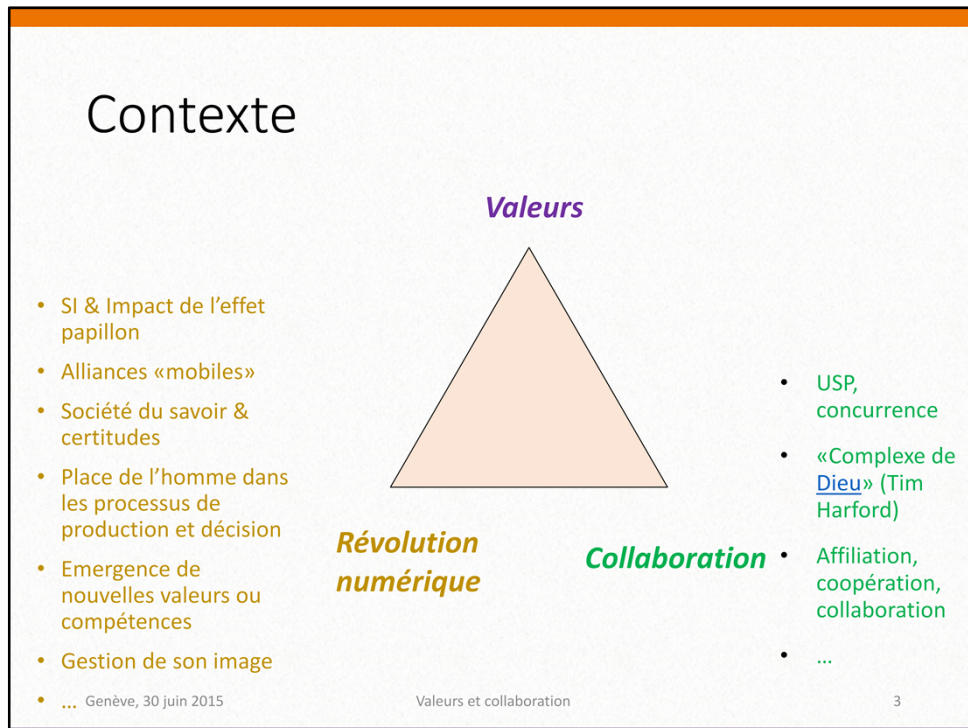 Contexte
Valeurs
• SI & Impact de l’effet
papillon
• Alliances «mobiles»
• Société du savoir &
certitudes
• Place de l’homme dans
les processus de
production et décision
• Emergence de
nouvelles valeurs ou
compétences
• Gestion de son image
• ...
Révolution
numérique
Collaboration
• USP,
concurrence
• «Complexe de
Dieu» (Tim
Harford)
• Affiliation,
coopération,
collaboration
• ...
Genève, 30 juin 2015
Valeurs et collaboration
3